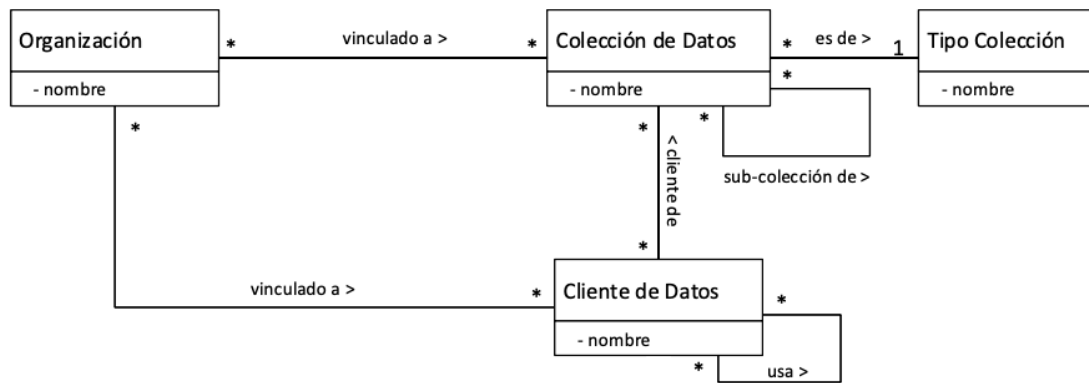 Organización
- nombre
*
vinculado a >
*
Colección de Datos
- nombre
*
es de >
1
Tipo Colección
- nombre
*
*
sub-colección de >
*
*
< cliente de
*
vinculado a >
*
Cliente de Datos
- nombre
*
*
usa >